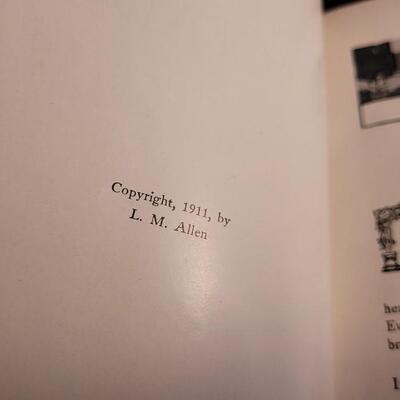 Copyright, 1911, by
L. M. Allen